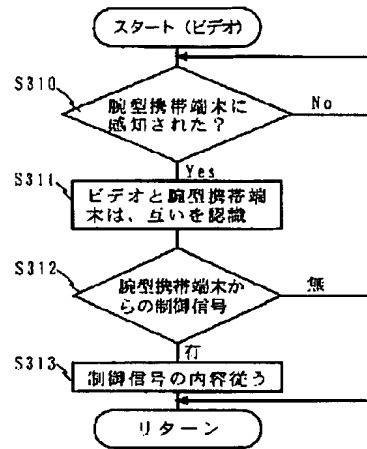 スタート(ビデオ)
S310
腕型携帯端末に
感知された？
No
Yes
S311
ビデオと腕型携帯端
末は、互いを認識
S312
腕型携帯端末か
らの制御信号
無
有
S313
制御信号の内容従う
リターン